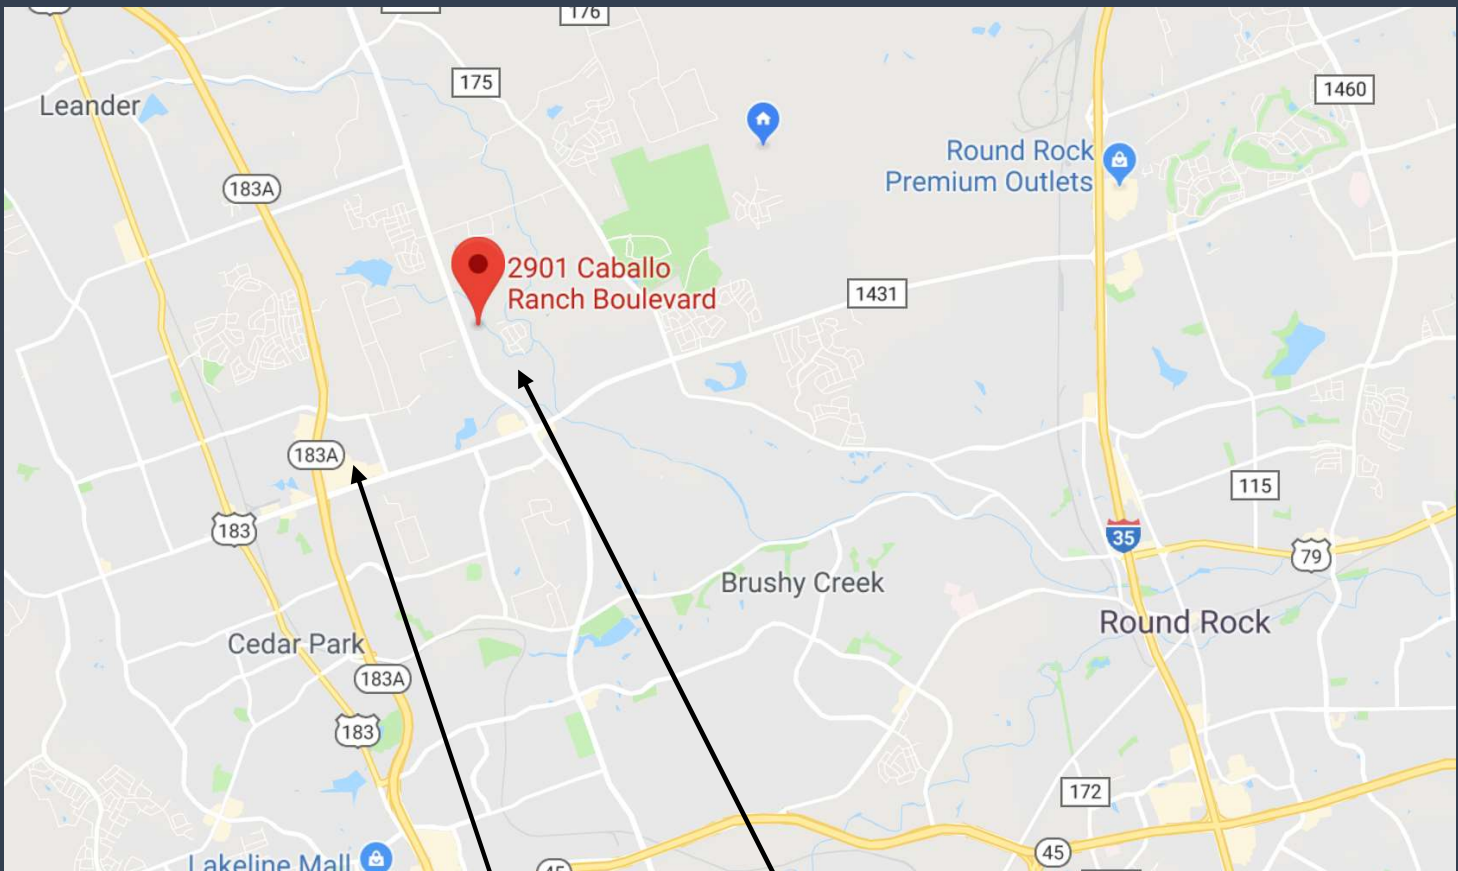 176
175
1460
Leander
Round Rock
Premium Outlets
183A
2901 Caballo
Ranch Boulevard
1431
183A
115
183
35
79
Brushy Creek
Round Rock
Cedar Park
183A
183
172
45
Lakeline Mall
45